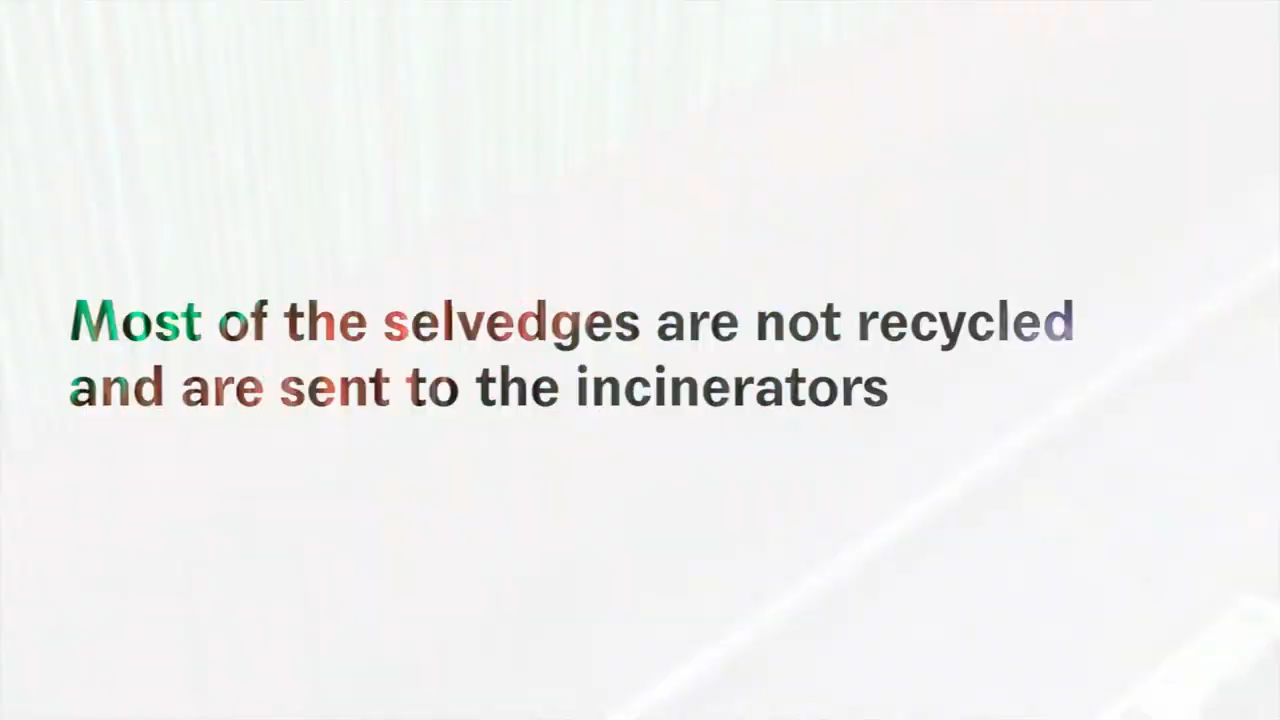 Most of the selvedges are not recycled
and are sent to the incinerators